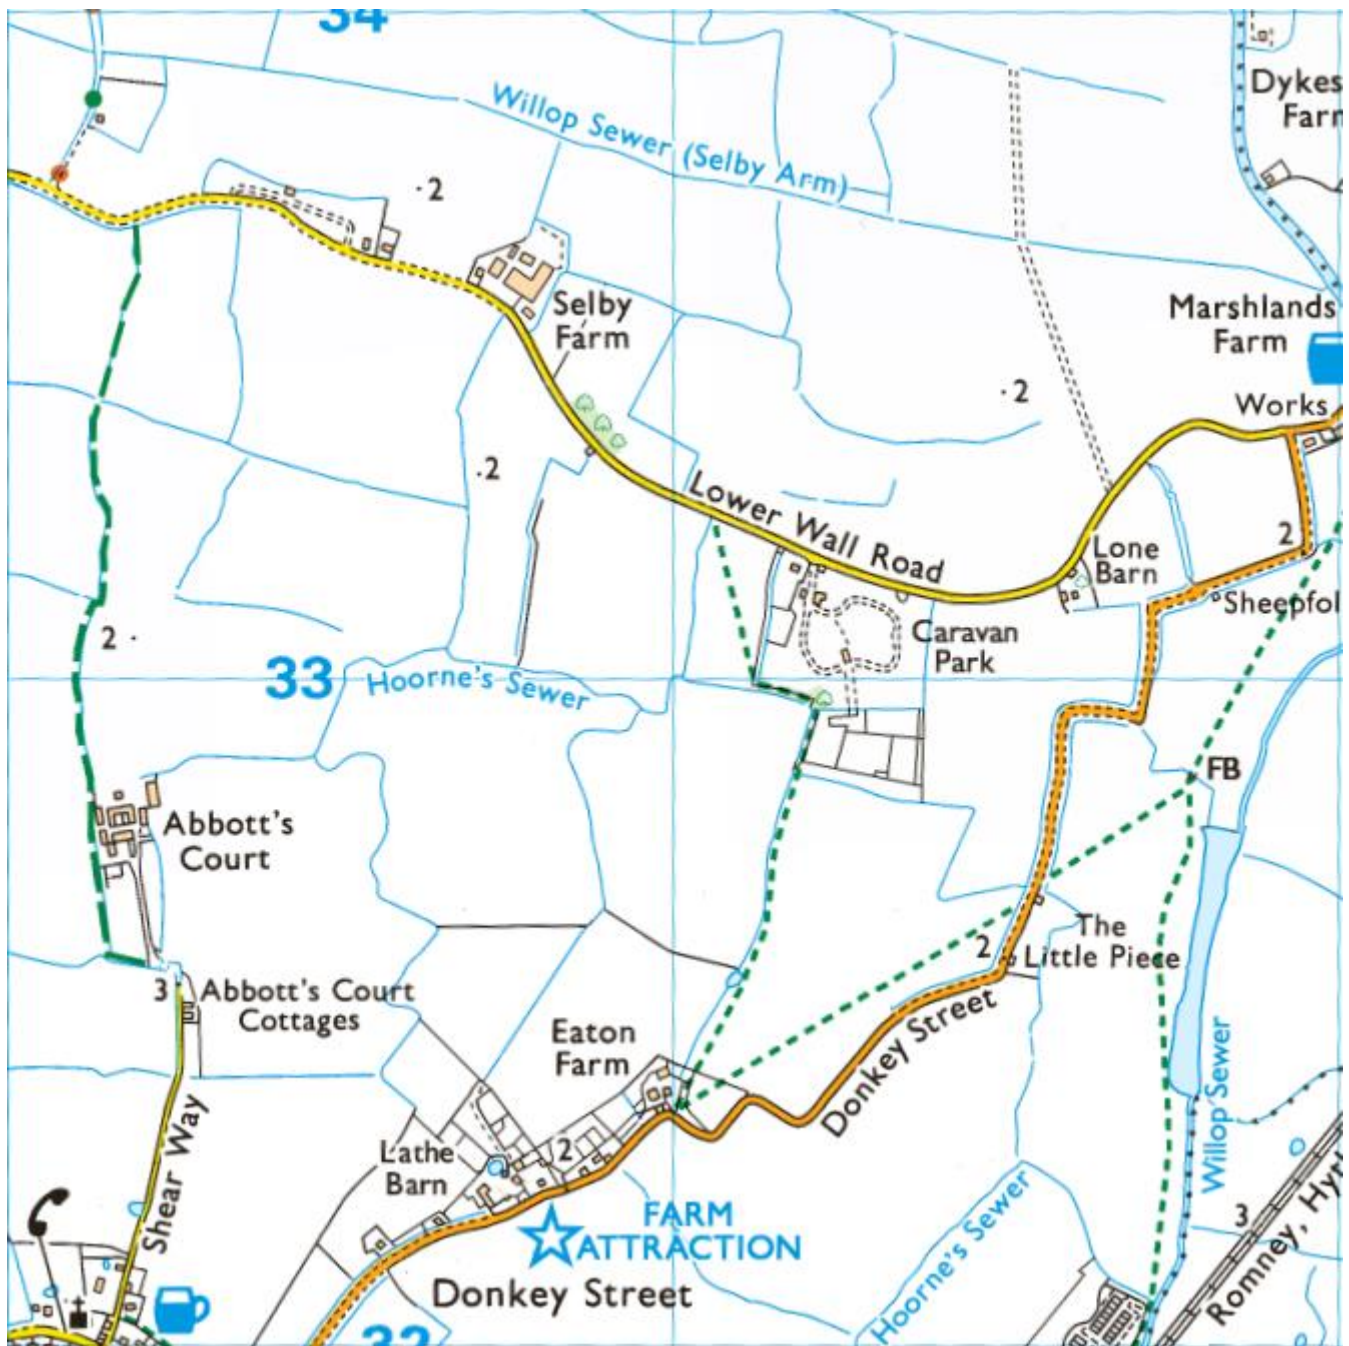 34
Willop Sewer (Selby Arm)
Dykes
Farm
2
Selby
Farm
Marshlands
Farm
2
Works
2
Lower Wall Road
2
Lone
Barn
Sheepfol
2
Caravan
Park
33
Hoorne's Sewer
FB
Abbott's
Court
The
Little Piece
2
3
Abbott's Court
Cottages
Eaton
Farm
Donkey Street
Willop Sewer
Shear Way
Lathe
Barn
2
FARM
ATTRACTION
Hoorne's Sewer
3
Romney, Hyth
Donkey Street
32